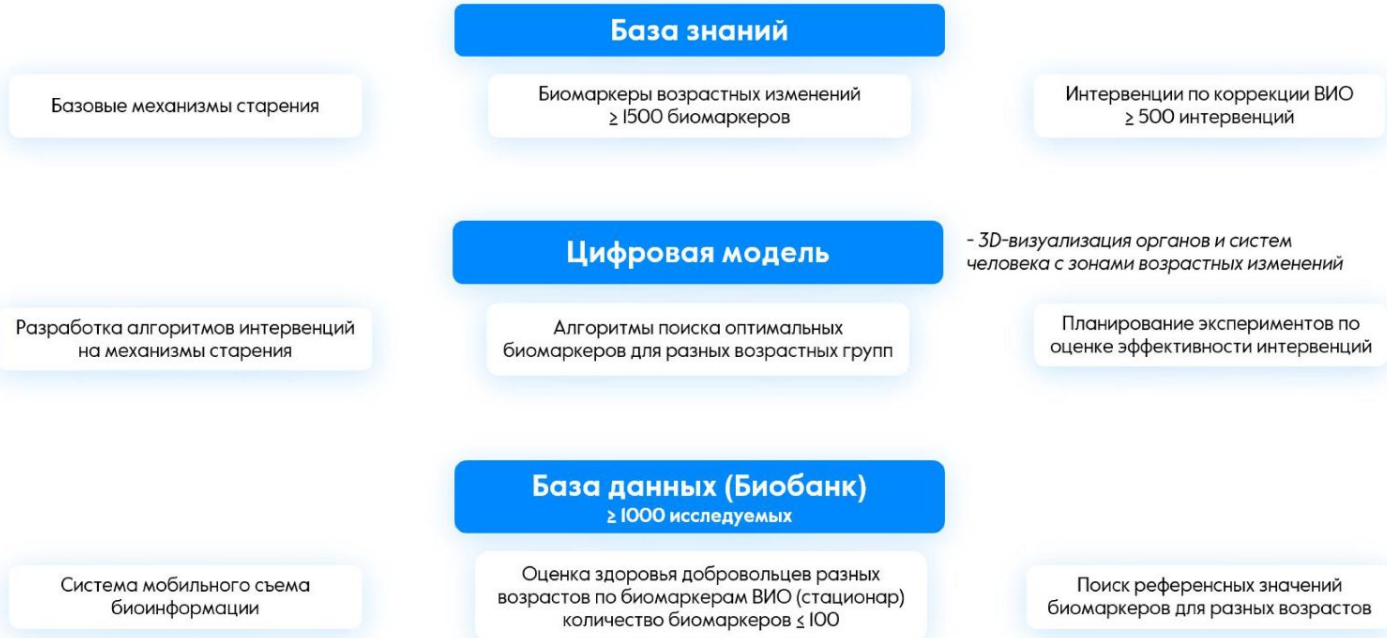 База знаний
Базовые механизмы старения
Биомаркеры возрастных изменений
≥ 1500 биомаркеров
Интервенции по коррекции ВИО
≥ 500 интервенций
Цифровая модель
- 3D-визуализация органов и систем
человека с зонами возрастных изменений
Разработка алгоритмов интервенций
на механизмы старения
Алгоритмы поиска оптимальных
биомаркеров для разных возрастных групп
Планирование экспериментов по
оценке эффективности интервенций
База данных (Биобанк)
≥ 1000 исследуемых
Система мобильного съема
биоинформации
Оценка здоровья добровольцев разных
возрастов по биомаркерам ВИО (стационар)
количество биомаркеров ≤ 100
Поиск референсных значений
биомаркеров для разных возрастов